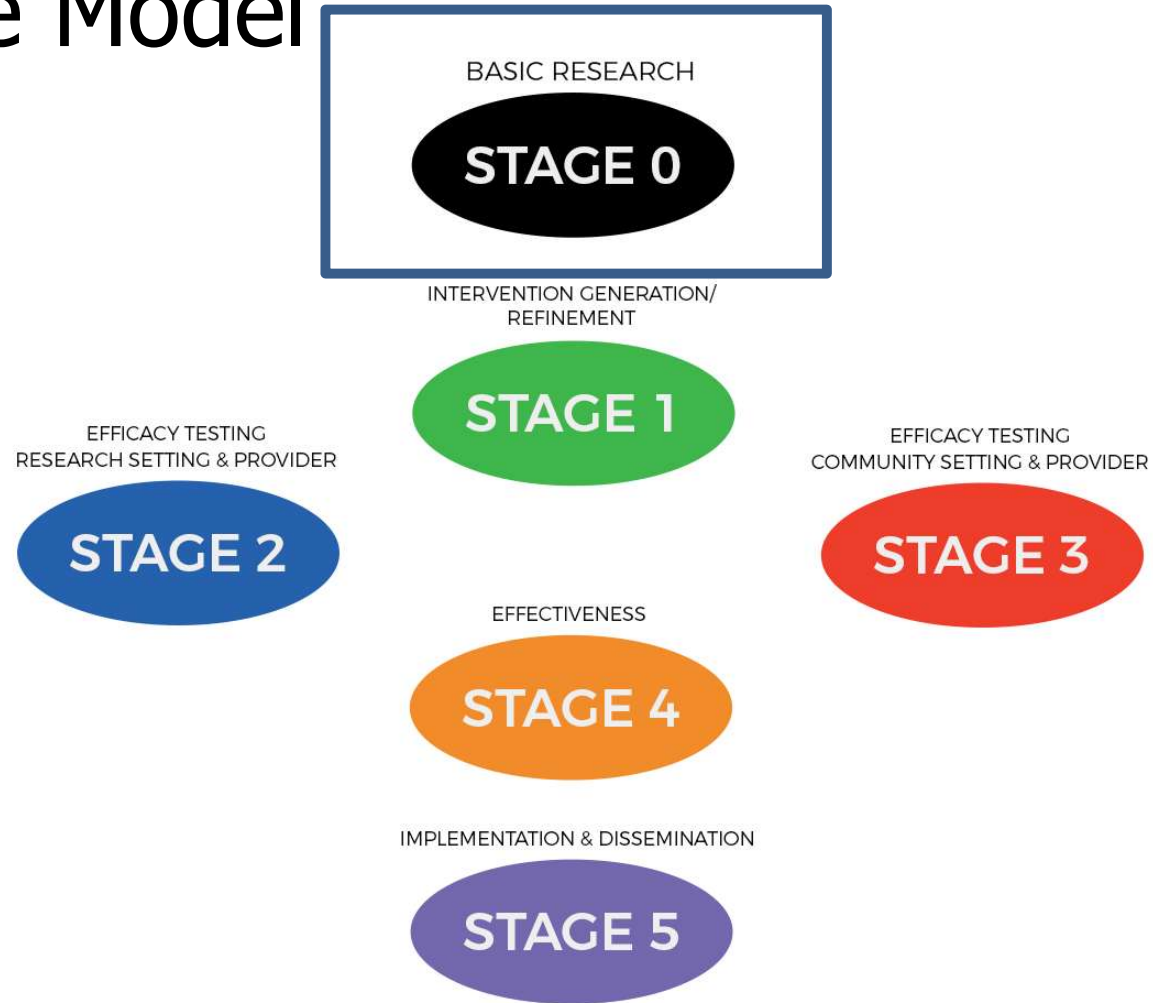 e Model
BASIC RESEARCH
STAGE 0
INTERVENTION GENERATION/
REFINEMENT
STAGE 1
EFFICACY TESTING
RESEARCH SETTING & PROVIDER
STAGE 2
EFFICACY TESTING
COMMUNITY SETTING & PROVIDER
STAGE 3
EFFECTIVENESS
STAGE 4
IMPLEMENTATION & DISSEMINATION
STAGE 5